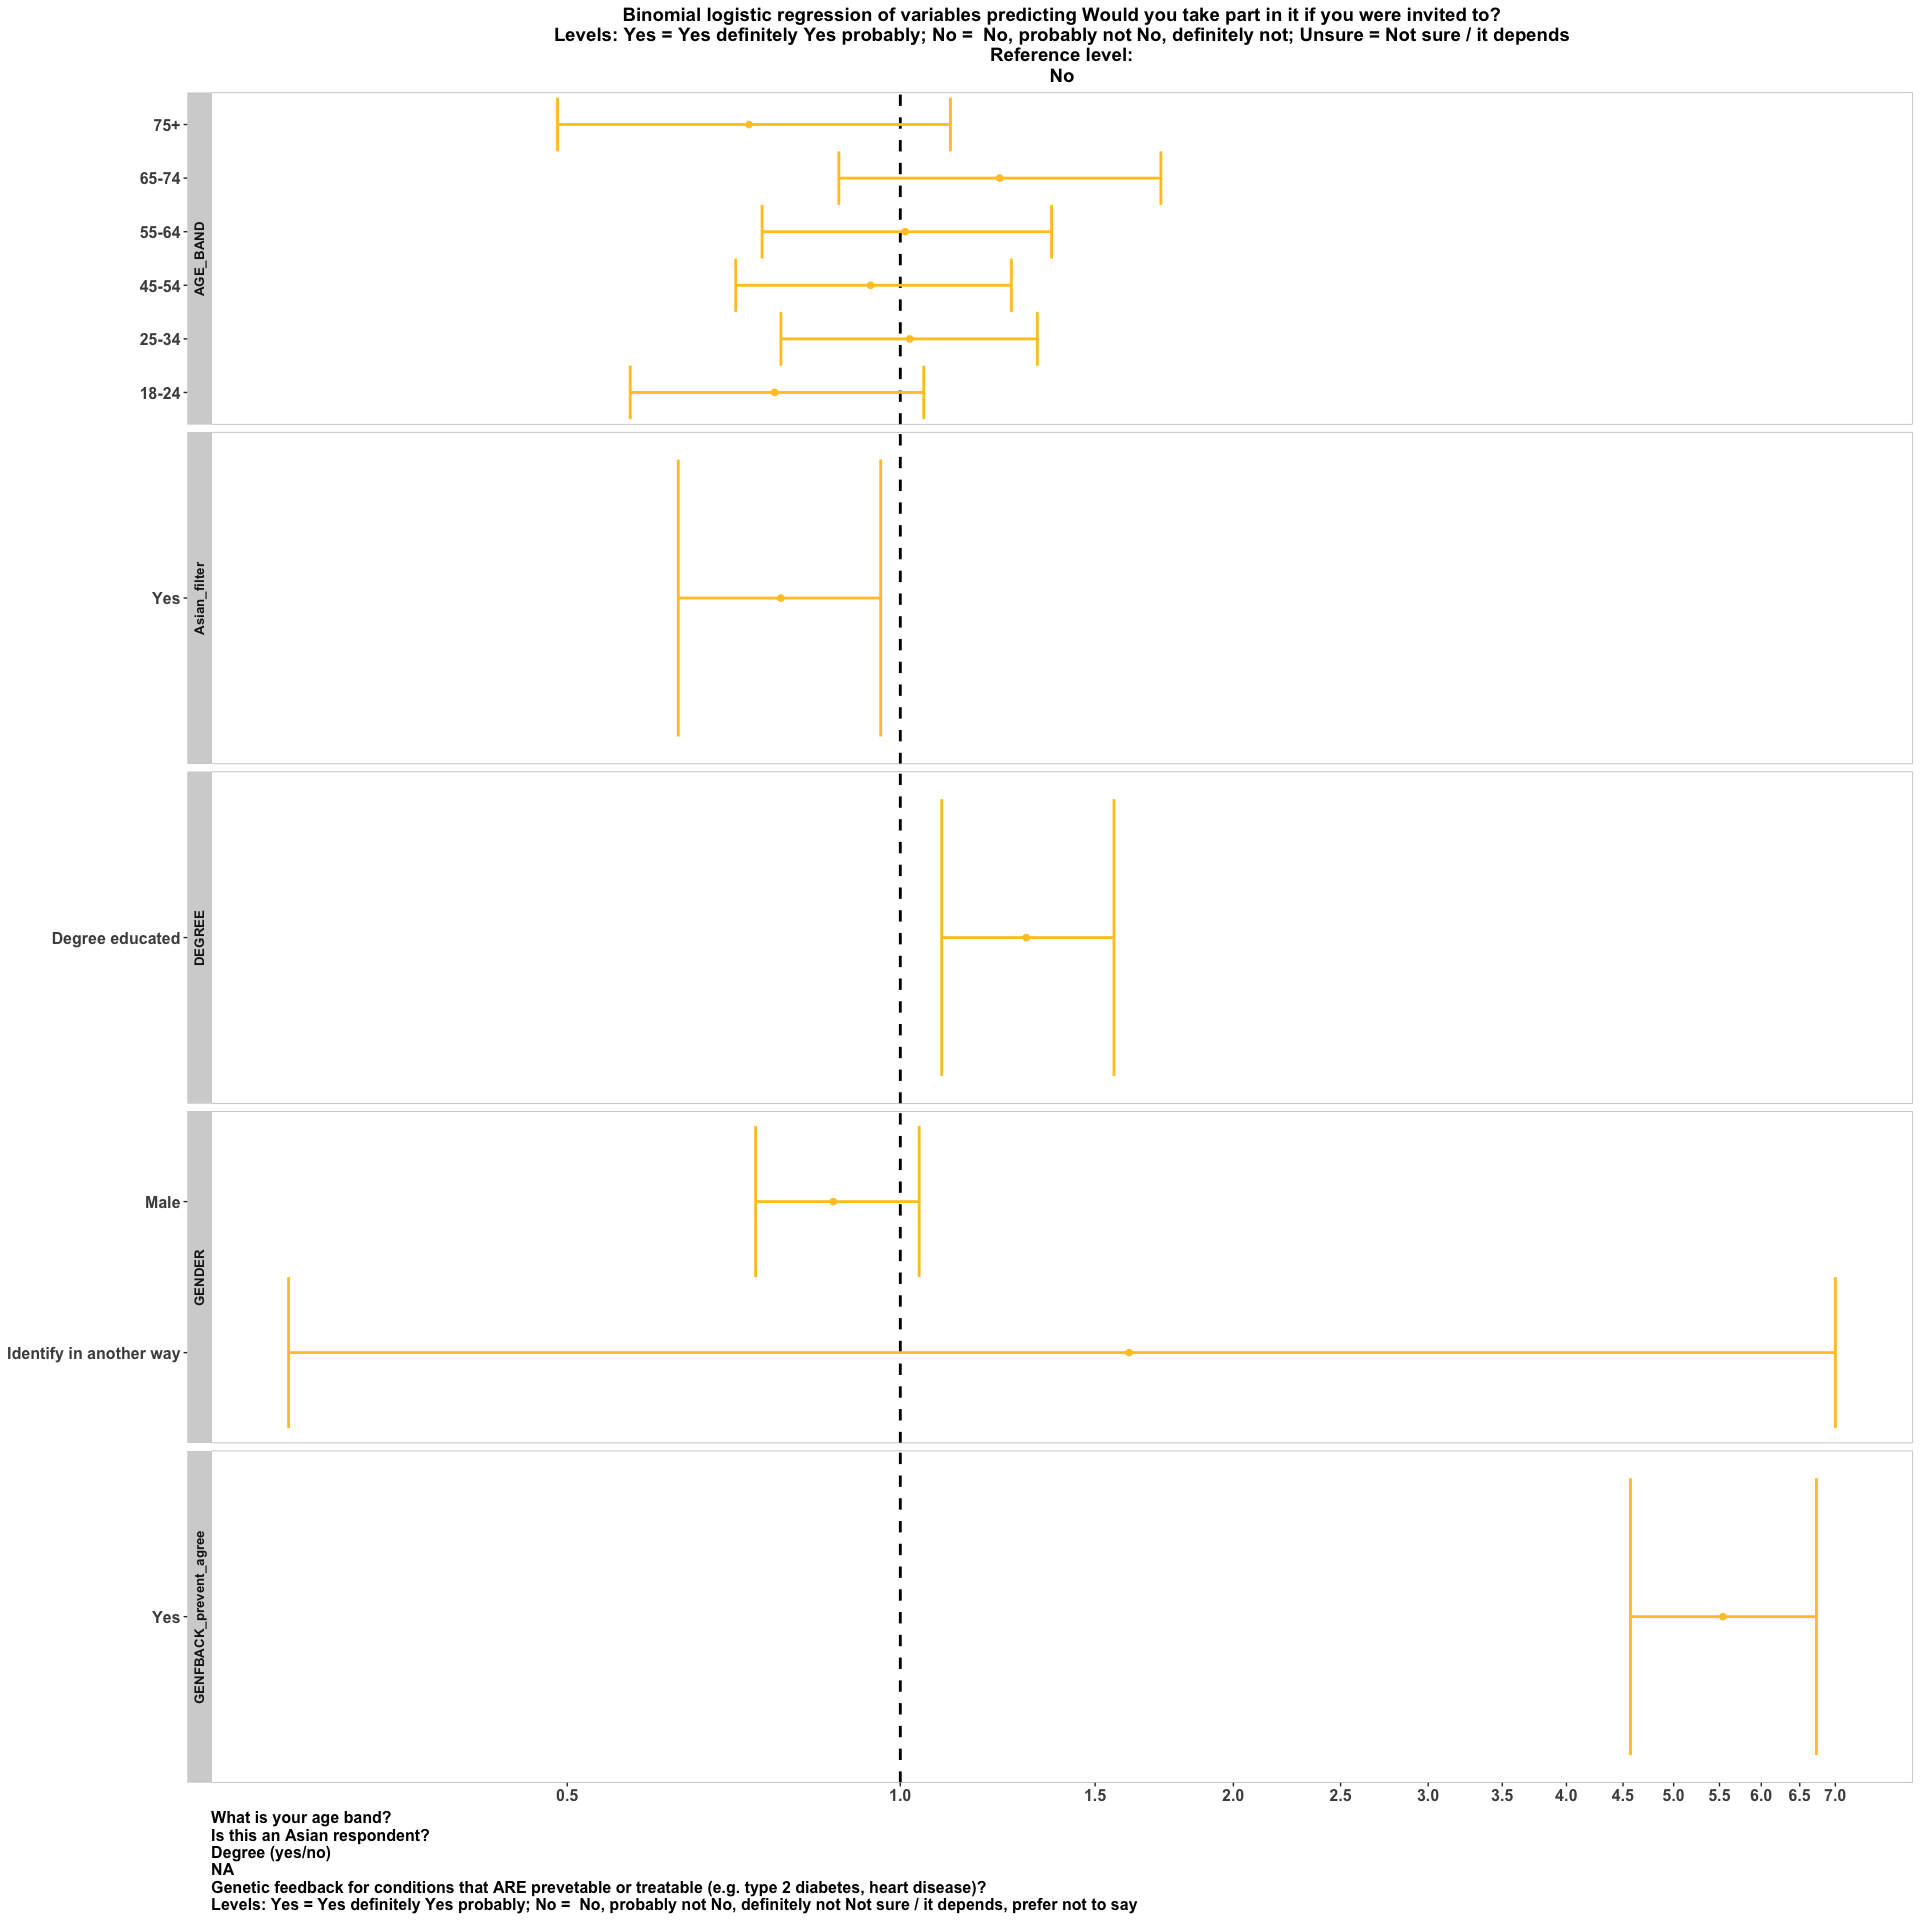 Binomial logistic regression of variables predicting Would you take part in it if you were invited to?
Levels: Yes = Yes definitely Yes probably; No =  No, probably not No, definitely not; Unsure = Not sure / it depends
Reference level:
No
AGE_BAND
75+
65-74
55-64
45-54
25-34
18-24
Asian_filter
Yes
DEGREE
Degree educated
GENDER
Male
Identify in another way
GENFBACK_prevent_agree
Yes
0.5 1.0 1.5 2.0 2.5 3.0 3.5 4.0 4.5 5.0 5.5 6.0 6.5 7.0
What is your age band?
Is this an Asian respondent?
Degree (yes/no)
NA
Genetic feedback for conditions that ARE prevetable or treatable (e.g. type 2 diabetes, heart disease)?
Levels: Yes = Yes definitely Yes probably; No =  No, probably not No, definitely not Not sure / it depends, prefer not to say